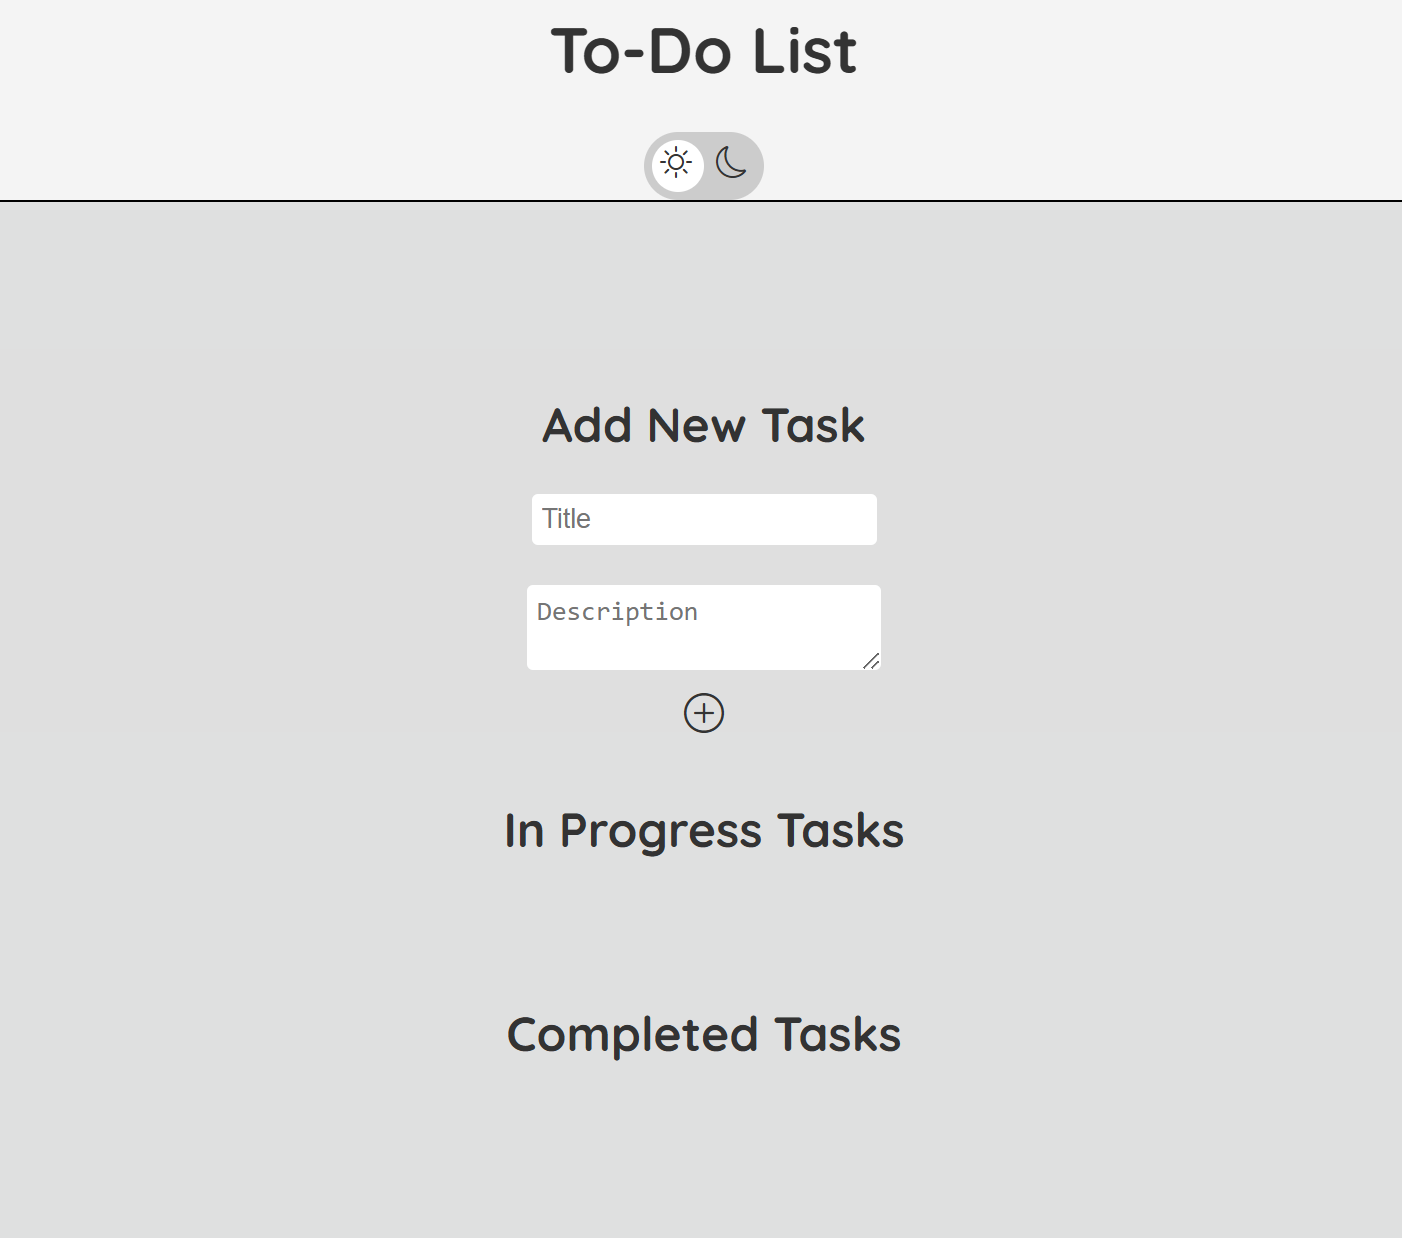 To-Do List
Add New Task
Title
Description
In Progress Tasks
Completed Tasks